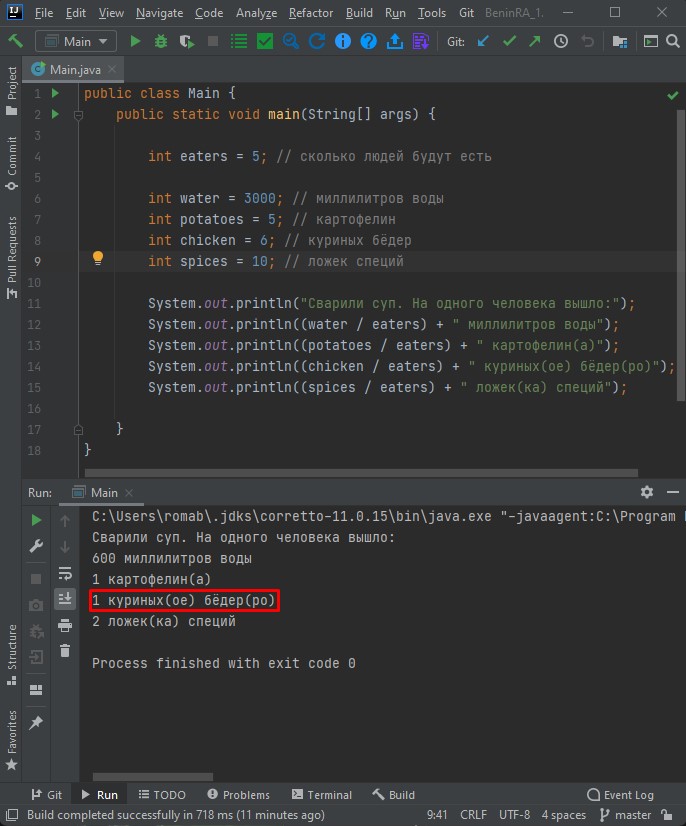 File Edit View Navigate Code Analyze Refactor Build Run Tools Git BeninRA_1.
Main Git:
Main.java
Project
Commit
Pull Requests
Structure
Favorites
1 public class Main {
2 public static void main(String[] args) {
3
4 int eaters = 5; // сколько людей будут есть
5
6 int water = 3000; // миллилитров воды
7 int potatoes = 5; // картофелин
8 int chicken = 6; // куриных бёдер
9 int spices = 10; // ложек специй
10
11 System.out.println("Сварили суп. На одного человека вышло:");
12 System.out.println((water / eaters) + " миллилитров воды");
13 System.out.println((potatoes / eaters) + " картофелин(а)");
14 System.out.println((chicken / eaters) + " куриных(ое) бёдер(ро)");
15 System.out.println((spices / eaters) + " ложек(ка) специй");
16
17 }
18 }
Run: Main
C:\Users\romab\.jdks\corretto-11.0.15\bin\java.exe "-javaagent:C:\Program
Сварили суп. На одного человека вышло:
600 миллилитров воды
1 картофелин(а)
1 куриных(ое) бёдер(ро)
2 ложек(ка) специй
Process finished with exit code 0
Git Run TODO Problems Terminal Build Event Log
Build completed successfully in 718 ms (11 minutes ago) 9:41 CRLF UTF-8 4 spaces master